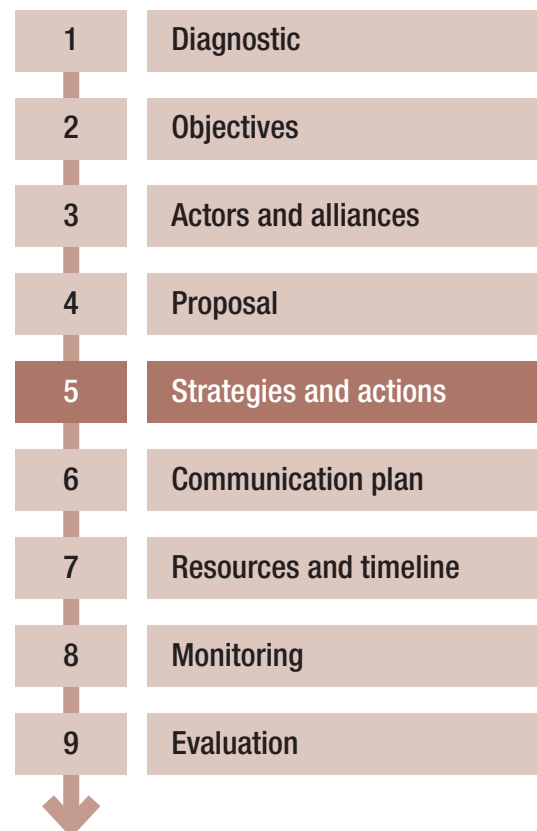 1 Diagnostic
2 Objectives
3 Actors and alliances
4 Proposal
5 Strategies and actions
6 Communication plan
7 Resources and timeline
8 Monitoring
9 Evaluation